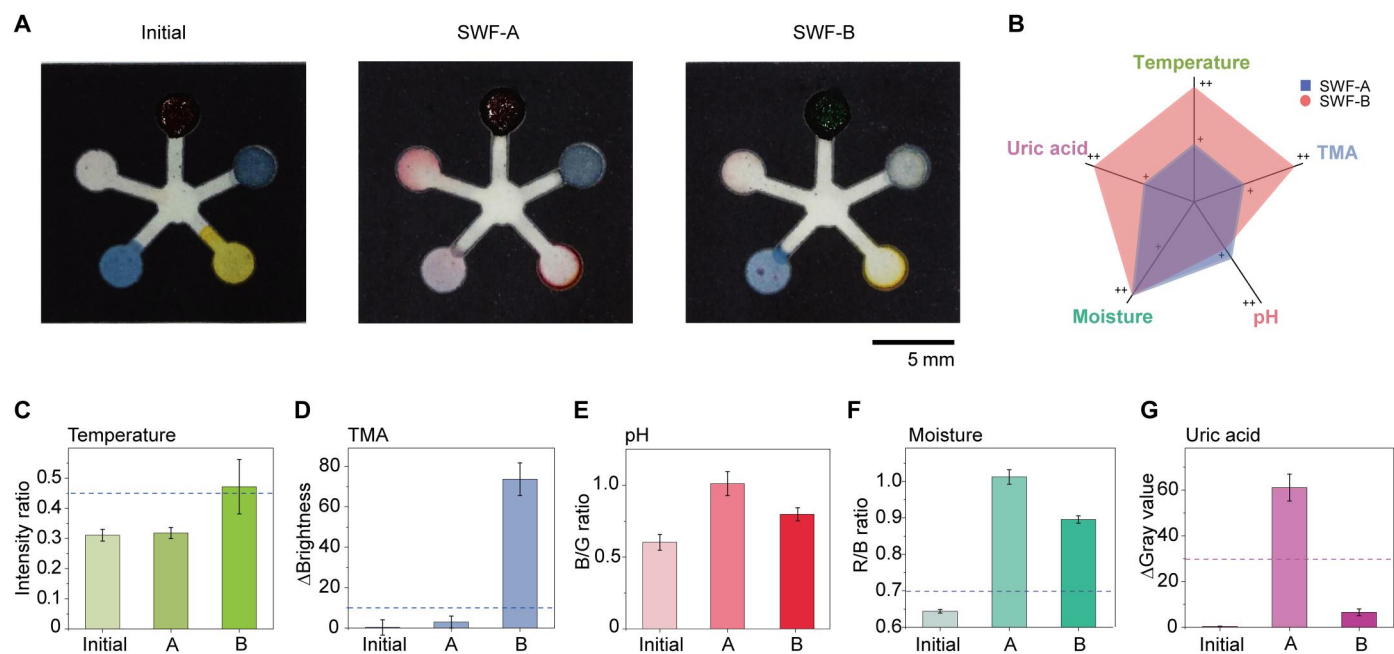 A
Initial
SWF-A
SWF-B
5 mm
B
Temperature
++
SWF-A
SWF-B
Uric acid
++
+
+
+
++
TMA
+
+
++
++
Moisture
pH
C
Temperature
Intensity ratio
0.5
0.4
0.3
0.2
0.1
0
Initial
A
B
D
TMA
ΔBrightness
80
60
40
20
10
0
Initial
A
B
E
pH
B/G ratio
1.0
0.5
0
Initial
A
B
F
Moisture
R/B ratio
1.0
0.9
0.8
0.7
0.6
Initial
A
B
G
Uric acid
ΔGray value
60
40
20
0
Initial
A
B